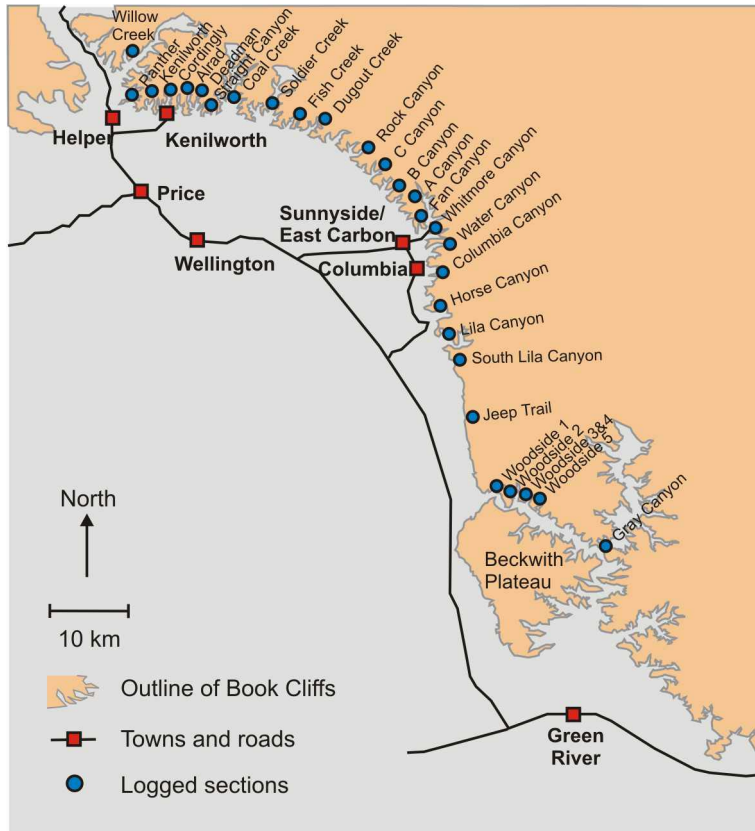 Willow
Creek
Panther
Kenilworth
Cordingly
Alrad
Deadman
Straight Canyon
Coal Creek
Soldier Creek
Fish Creek
Dugout Creek
Rock Canyon
C Canyon
B Canyon
A Canyon
Fan Canyon
Whitmore Canyon
Water Canyon
Columbia Canyon
Horse Canyon
Lila Canyon
South Lila Canyon
Jeep Trail
Woodside 1
Woodside 2
Woodside 3&4
Woodside 5
Gray Canyon
Helper
Kenilworth
Price
Wellington
Sunnyside/
East Carbon
Columbia
Beckwith
Plateau
North
10 km
Outline of Book Cliffs
Towns and roads
Logged sections
Green
River